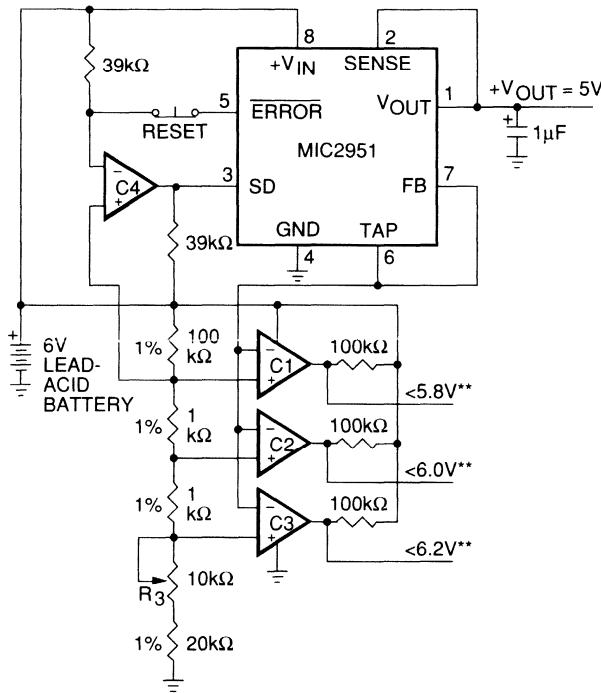 8
2
+VIN
SENSE
39kΩ
5
ERROR
VOUT
1
+VOUT = 5V
RESET
+
1μF
MIC2951
−
C4
+
3
SD
FB
7
39kΩ
GND
TAP
4
6
+
6V
LEAD-
ACID
BATTERY
1%
100
kΩ
−
C1
+
100kΩ
<5.8V**
1%
1
kΩ
−
C2
+
100kΩ
<6.0V**
1%
1
kΩ
−
C3
+
100kΩ
<6.2V**
R3
10kΩ
1%
20kΩ